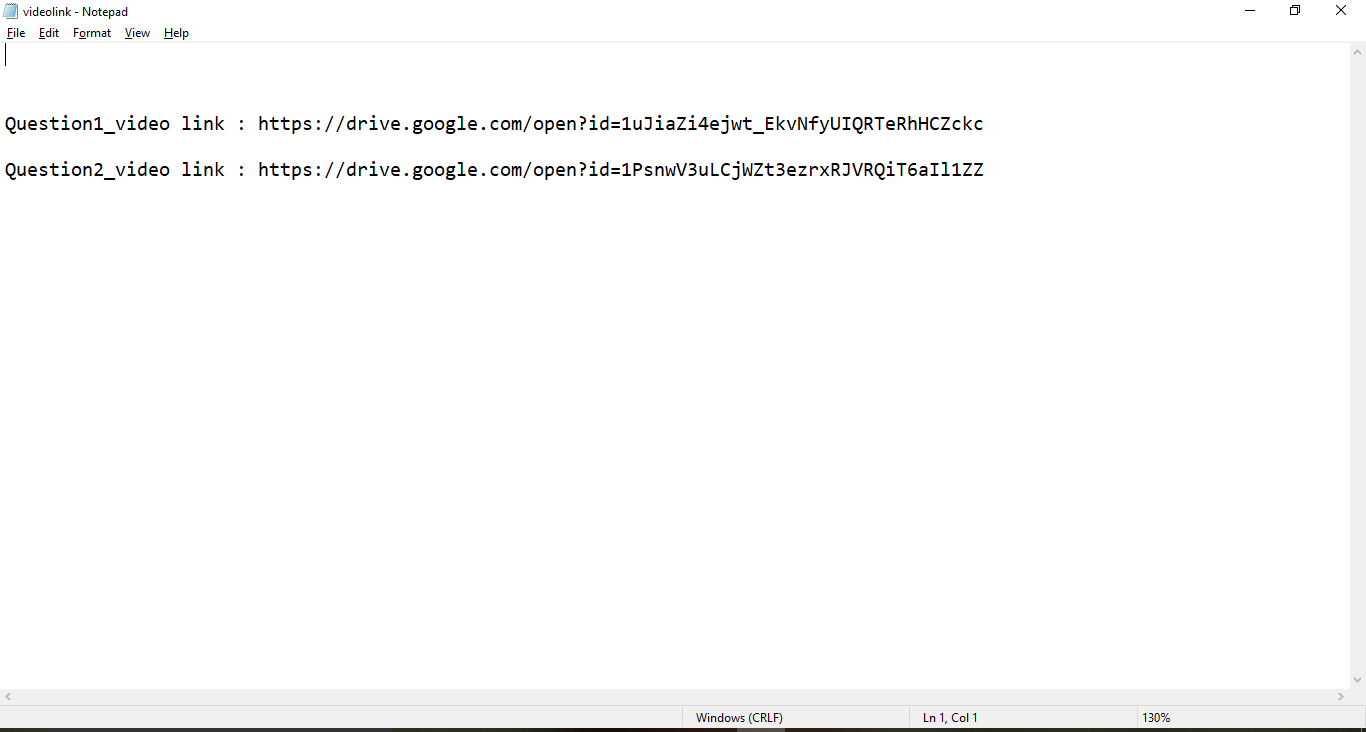 videolink - Notepad
File Edit Format View Help
Question1_video link : https://drive.google.com/open?id=1uJiaZi4ejwt_EkvNfyUIQRTeRhHCZckc
Question2_video link : https://drive.google.com/open?id=1PsnwV3uLCjWZt3ezrxRJVRQiT6aIl1ZZ
Windows (CRLF) Ln 1, Col 1 130%